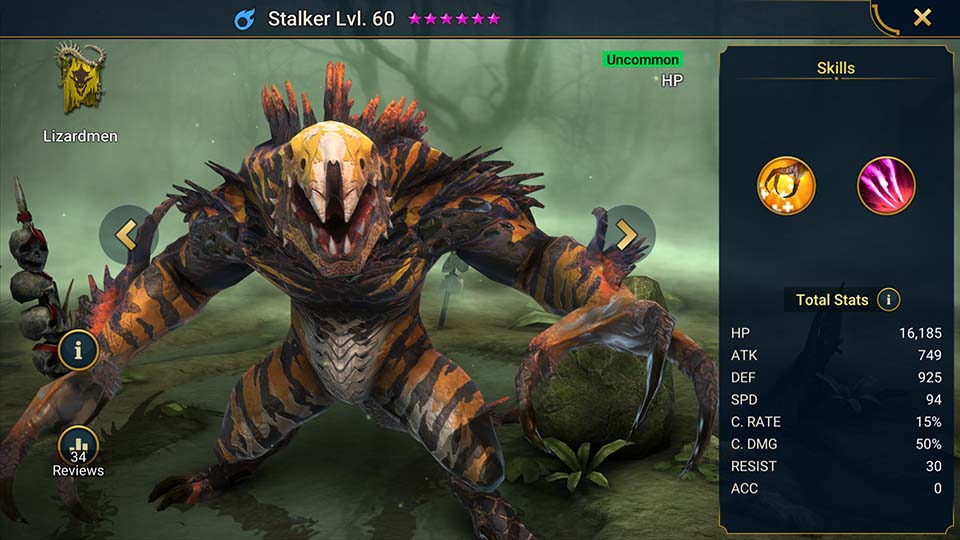 Stalker Lvl. 60
Lizardmen
Uncommon
HP
34
Reviews
Skills
Total Stats i
HP 16,185
ATK 749
DEF 925
SPD 94
C. RATE 15%
C. DMG 50%
RESIST 30
ACC 0